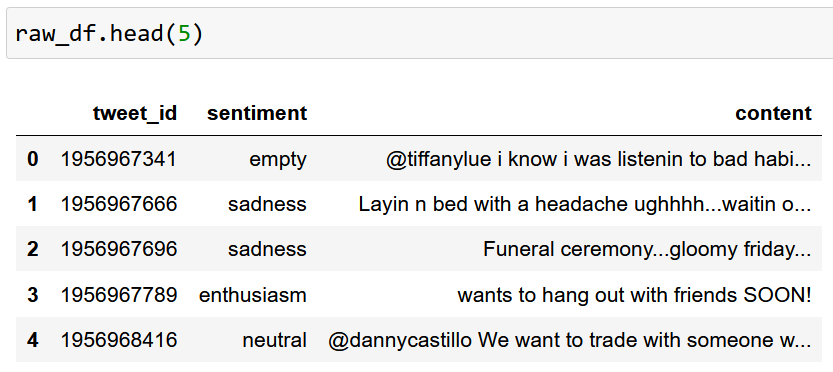 raw_df.head(5)
tweet_id sentiment content
0 1956967341 empty @tiffanylue i know i was listenin to bad habi...
1 1956967666 sadness Layin n bed with a headache ughhhh...waitin o...
2 1956967696 sadness Funeral ceremony...gloomy friday...
3 1956967789 enthusiasm wants to hang out with friends SOON!
4 1956968416 neutral @dannycastillo We want to trade with someone w...